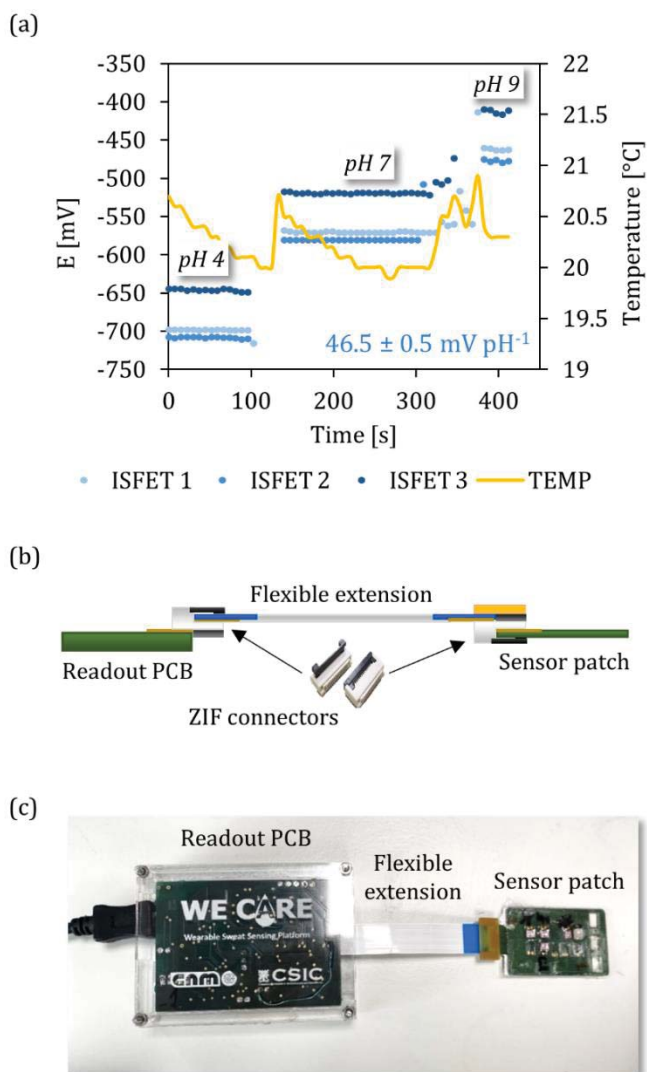 (a)
-350
-400
-450
-500
-550
-600
-650
-700
-750
E [mV]
22
21.5
21
20.5
20
19.5
19
Temperature [°C]
pH 4
pH 7
pH 9
46.5 ± 0.5 mV pH⁻¹
0 100 200 300 400
Time [s]
ISFET 1 ISFET 2 ISFET 3 TEMP
(b)
Flexible extension
Readout PCB
Sensor patch
ZIF connectors
(c)
Readout PCB
Flexible
extension
Sensor patch
WE CARE
Wearable Sweat Sensing Platform
CSIC